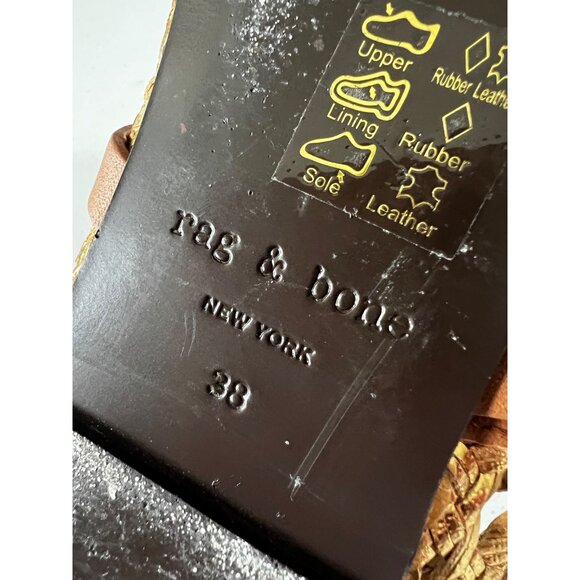 Upper
Rubber Leather
Lining
Rubber
Sole
Leather
rag & bone
NEW YORK
38